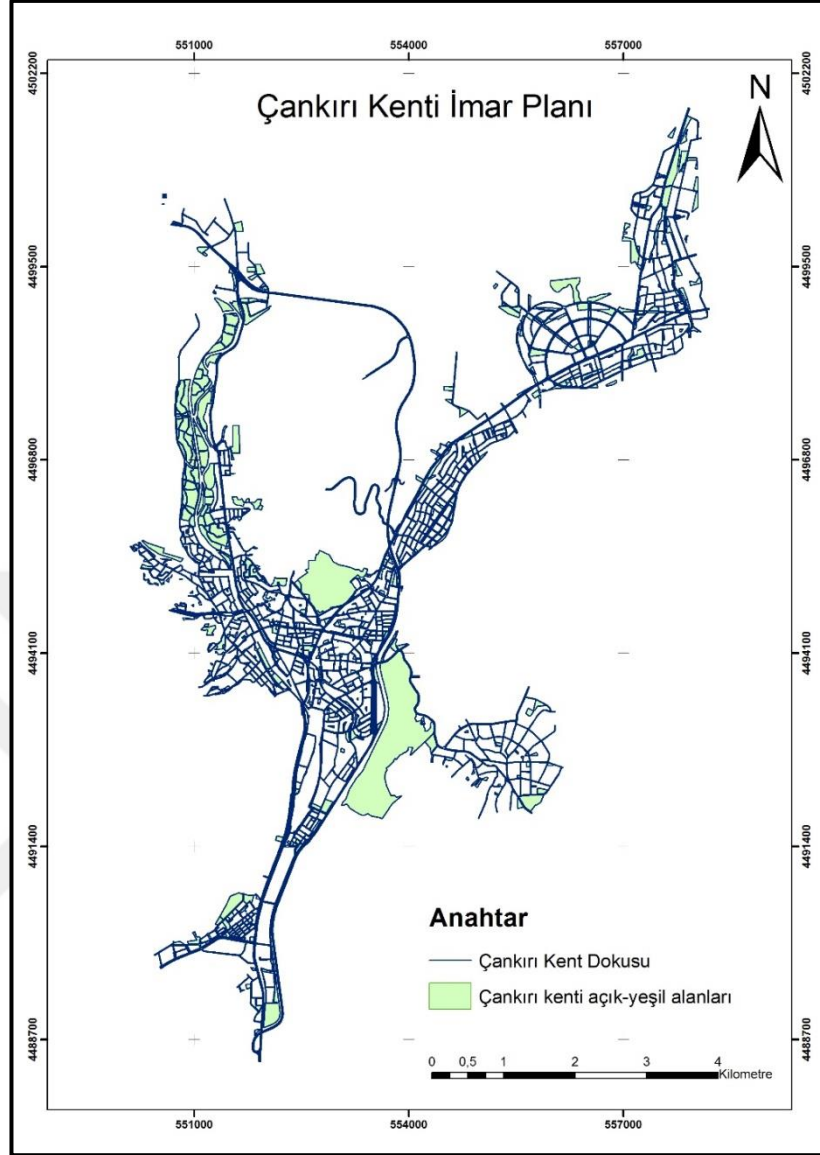 551000 554000 557000
4502200 4502200
Çankırı Kenti İmar Planı
N
4499500 4499500
4496800 4496800
4494100 4494100
4491400 4491400
Anahtar
Çankırı Kent Dokusu
Çankırı kenti açık-yeşil alanları
4488700 4488700
0 0,5 1 2 3 4
Kilometre
551000 554000 557000